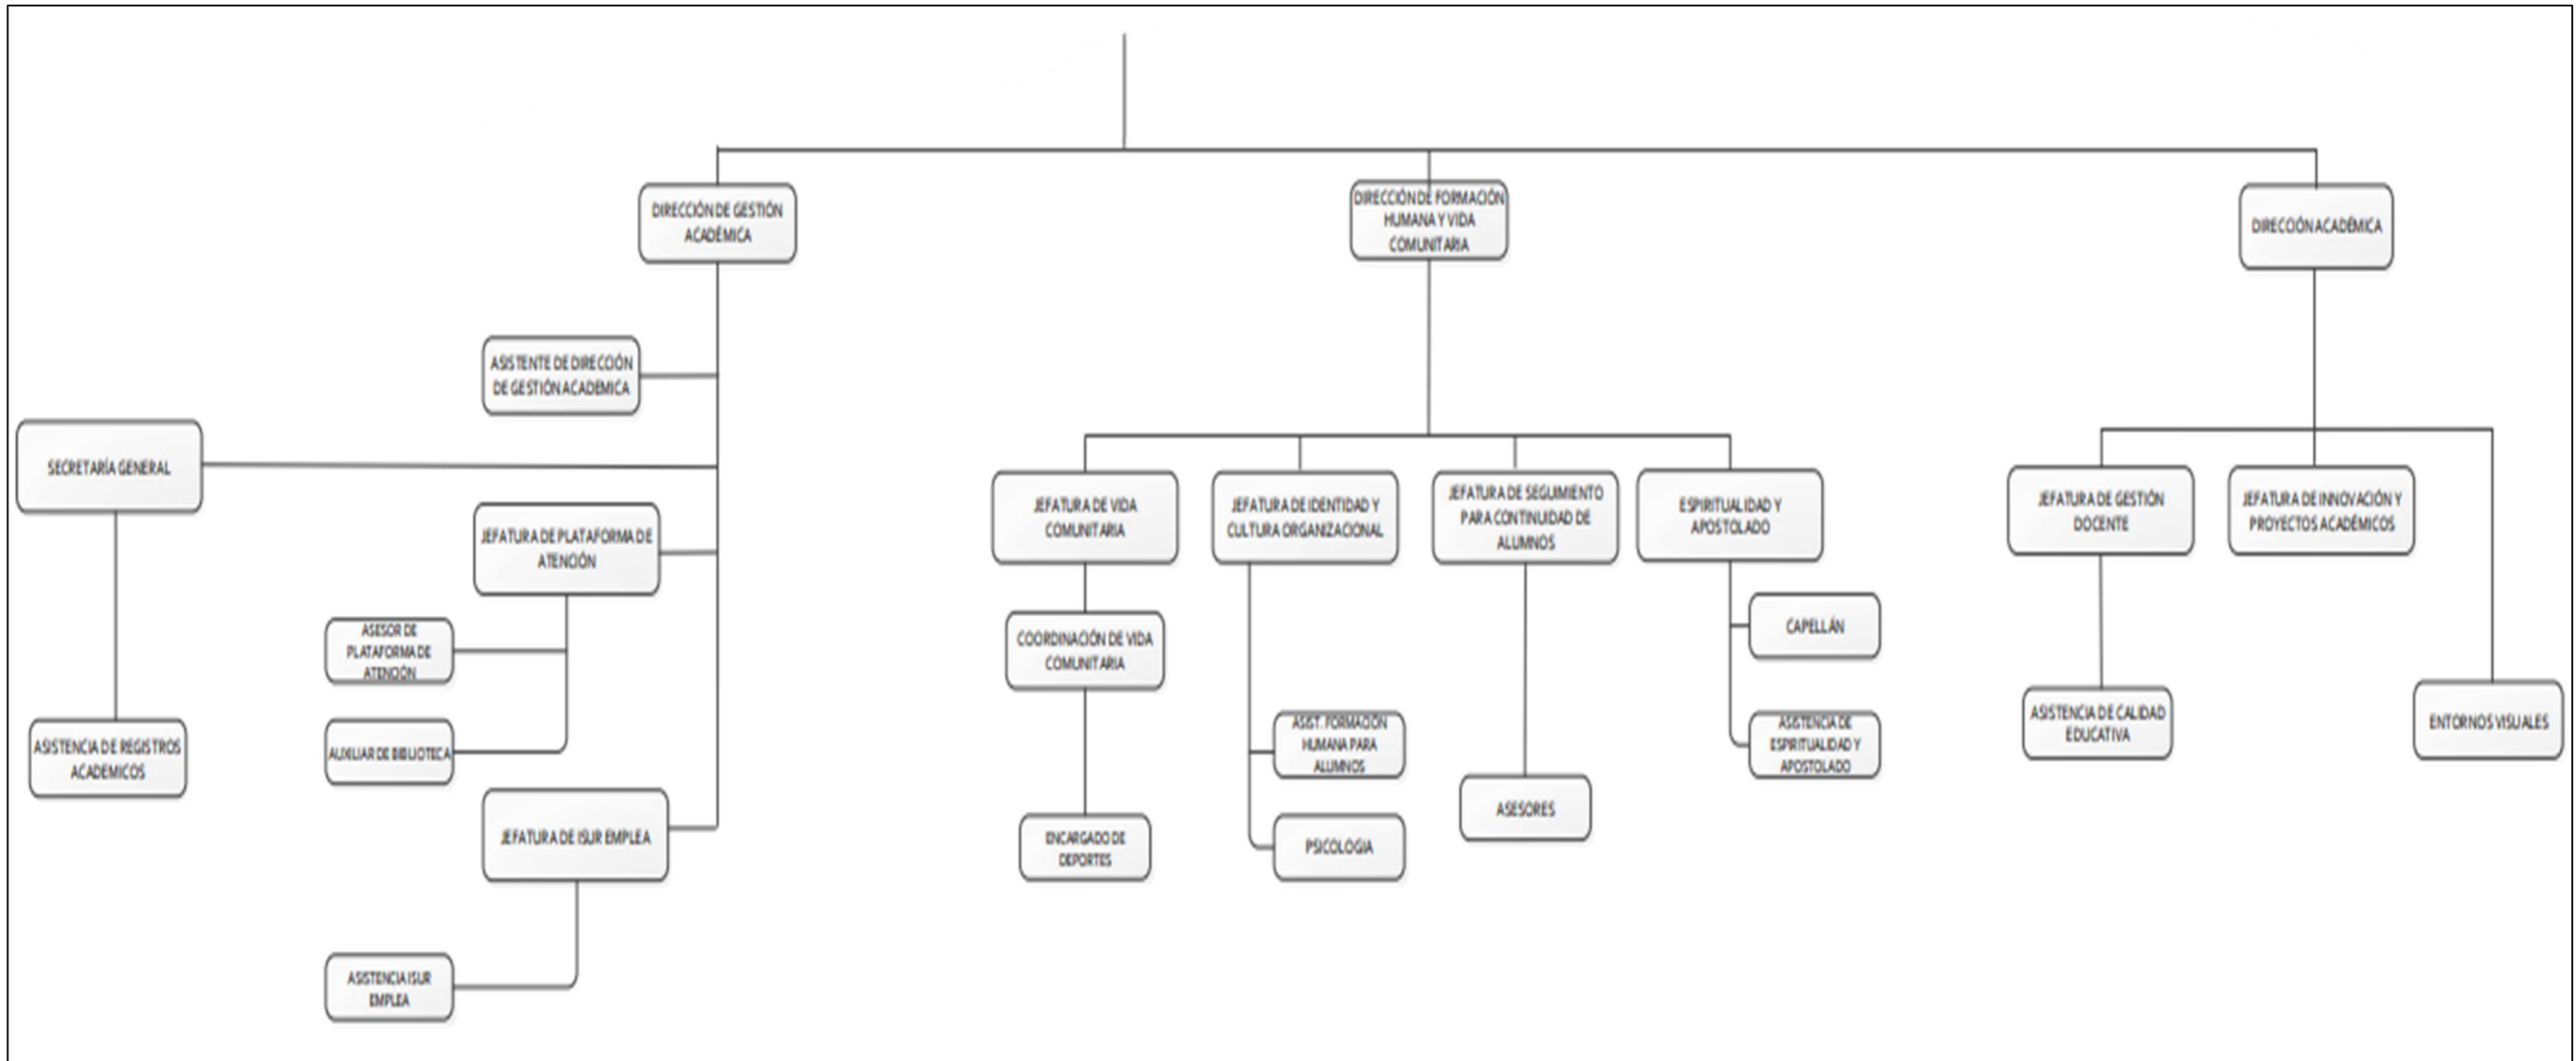 DIRECCIÓN DE GESTIÓN
ACADÉMICA
DIRECCIÓN DE FORMACIÓN
HUMANA Y VIDA
COMUNITARIA
DIRECCIÓN ACADÉMICA
ASISTENTE DE DIRECCIÓN
DE GESTIÓN ACADEMICA
SECRETARÍA GENERAL
JEFATURA DE PLATAFORMA DE
ATENCIÓN
ASESOR DE
PLATAFORMA DE
ATENCIÓN
AUXILIAR DE BIBLIOTECA
ASISTENCIA DE REGISTROS
ACADEMICOS
JEFATURA DE ISUR EMPLEA
ASISTENCIA ISUR
EMPLEA
JEFATURA DE VIDA
COMUNITARIA
COORDINACIÓN DE VIDA
COMUNITARIA
ENCARGADO DE
DEPORTES
JEFATURA DE IDENTIDAD Y
CULTURA ORGANIZACIONAL
ASIST. FORMACIÓN
HUMANA PARA
ALUMNOS
PSICOLOGIA
JEFATURA DE SEGUIMIENTO
PARA CONTINUIDAD DE
ALUMNOS
ASESORES
ESPIRITUALIDAD Y
APOSTOLADO
CAPELLÁN
ASISTENCIA DE
ESPIRITUALIDAD Y
APOSTOLADO
JEFATURA DE GESTIÓN
DOCENTE
ASISTENCIA DE CALIDAD
EDUCATIVA
JEFATURA DE INNOVACIÓN Y
PROYECTOS ACADÉMICOS
ENTORNOS VISUALES